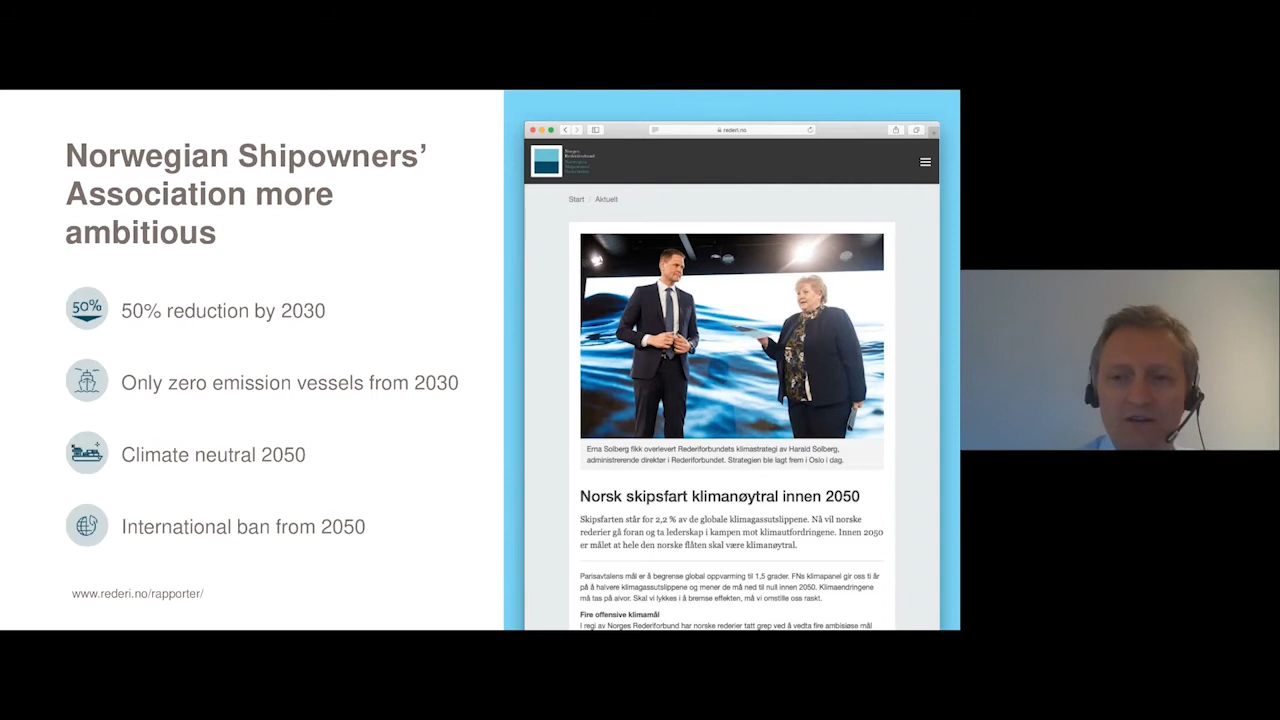 Norwegian Shipowners’
Association more
ambitious
50%
50% reduction by 2030
Only zero emission vessels from 2030
Climate neutral 2050
International ban from 2050
www.rederi.no/rapporter/
rederi.no
Norges
Rederiforbund
Norwegian
Shipowners'
Association
Start | Aktuelt
Erna Solberg fikk overlevert Rederiforbundets klimastrategi av Harald Solberg,
administrerende direktør i Rederiforbundet. Strategien ble lagt frem i Oslo i dag.
Norsk skipsfart klimanøytral innen 2050
Skipsfarten står for 2,2 % av de globale klimagassutslippene. Nå vil norske
rederier gå foran og ta lederskap i kampen mot klimautfordringene. Innen 2050
er målet at hele den norske flåten skal være klimanøytral.
Parisavtalens mål er å begrense global oppvarming til 1,5 grader. FNs klimapanel gir oss ti år
på å halvere klimagassutslippene og mener de må ned til null innen 2050. Klimaendringene
må tas på alvor. Skal vi lykkes i å bremse effekten, må vi omstille oss raskt.
Fire offensive klimamål
I regi av Norges Rederiforbund har norske rederier tatt grep ved å vedta fire ambisiøse mål